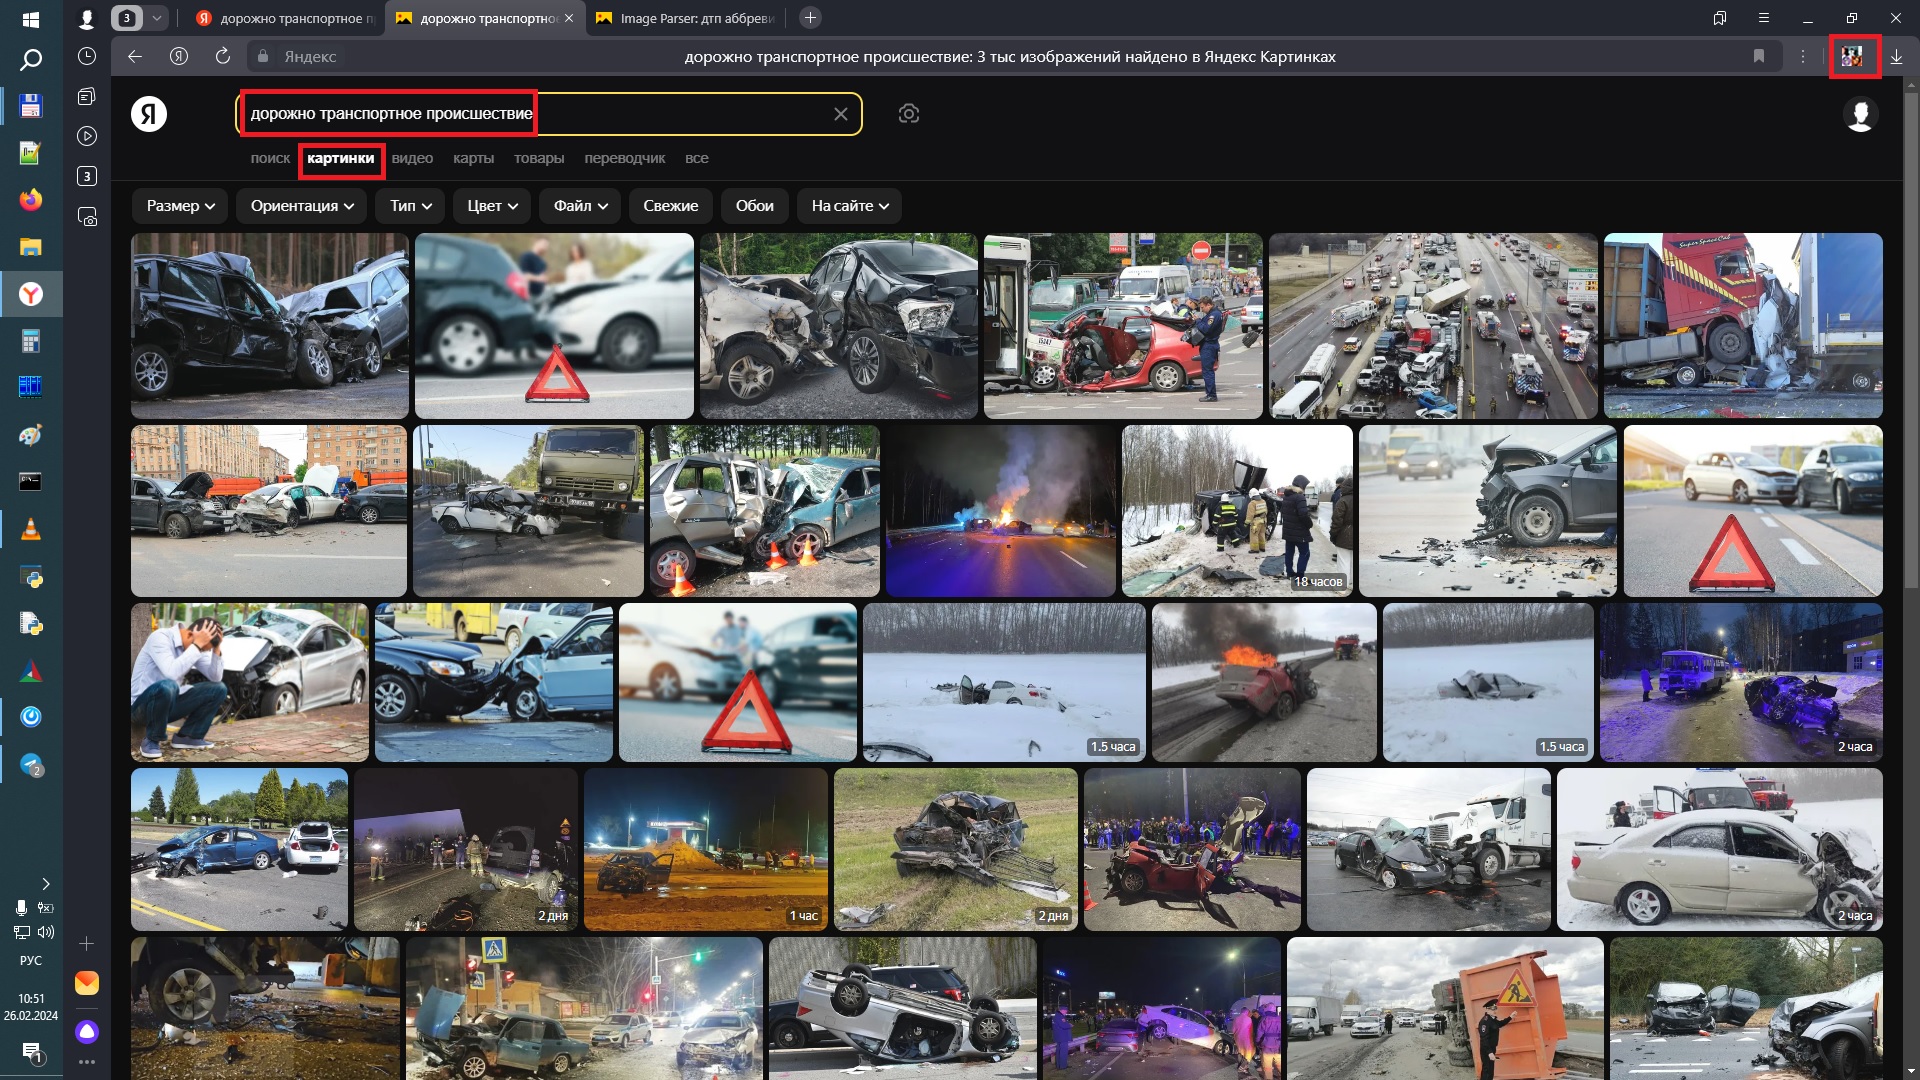 3
дорожно транспортное п
дорожно транспортно
Image Parser: дтп аббреви
Яндекс
дорожно транспортное происшествие: 3 тыс изображений найдено в Яндекс Картинках
Я
дорожно транспортное происшествие
поиск картинки видео карты товары переводчик все
Размер Ориентация Тип Цвет Файл Свежие Обои На сайте
3
18 часов
1.5 часа
1.5 часа
2 часа
2 дня
1 час
2 дня
2 часа
2
РУС
10:51
26.02.2024
1